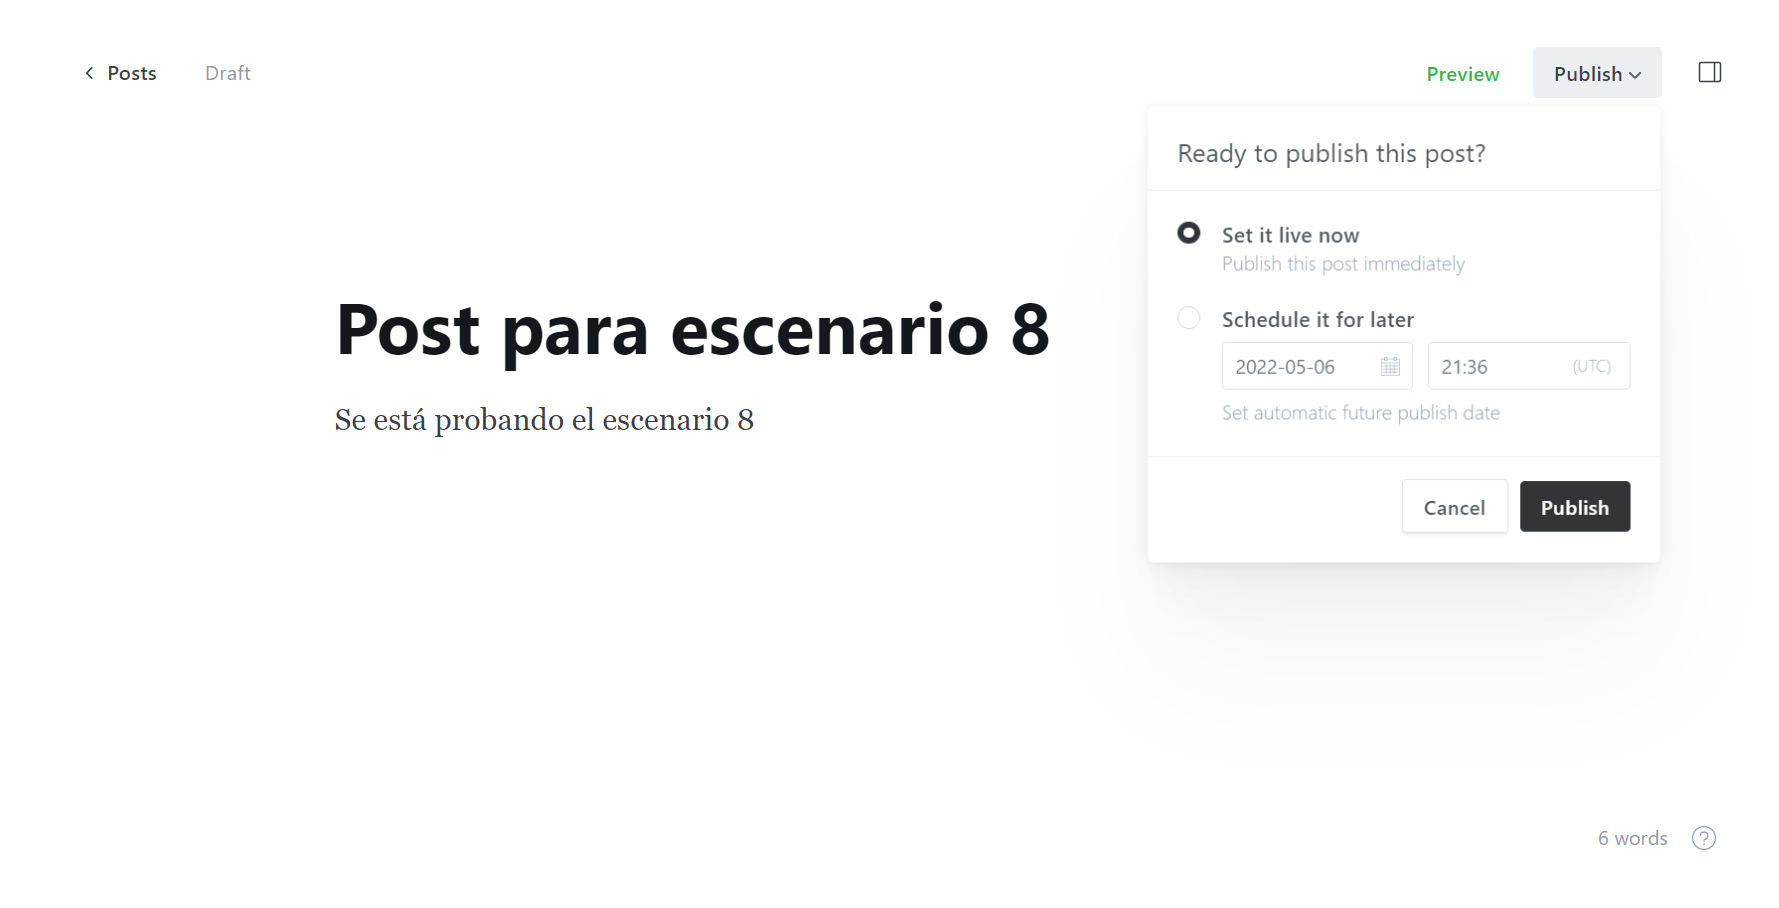 Posts
Draft
Preview
Publish
Ready to publish this post?
Set it live now
Publish this post immediately
Schedule it for later
2022-05-06
21:36
(UTC)
Set automatic future publish date
Cancel
Publish
Post para escenario 8
Se está probando el escenario 8
6 words
?